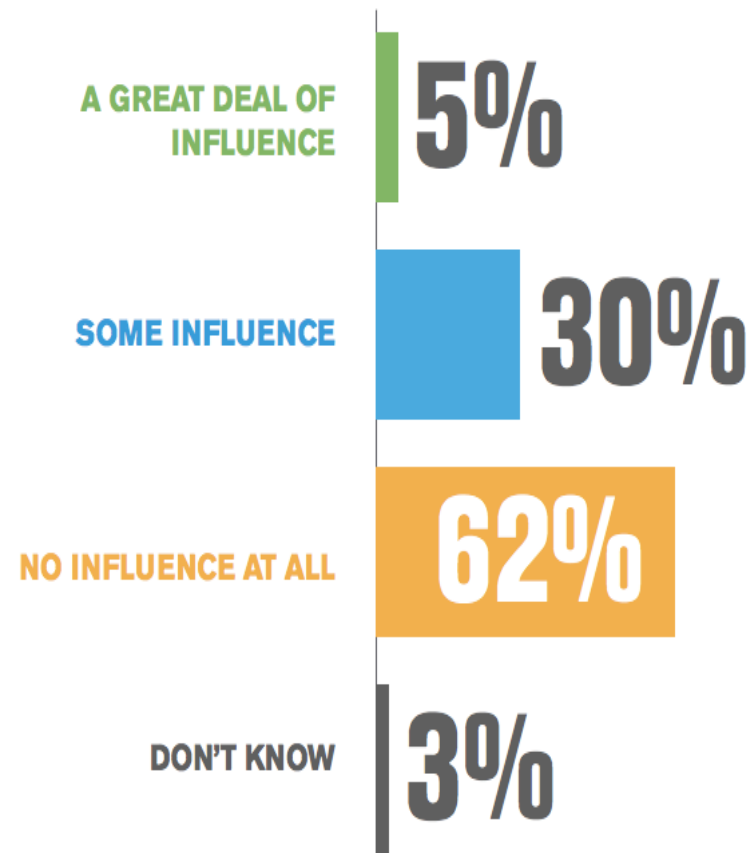 A GREAT DEAL OF
INFLUENCE
5%
SOME INFLUENCE
30%
NO INFLUENCE AT ALL
62%
DON’T KNOW
3%